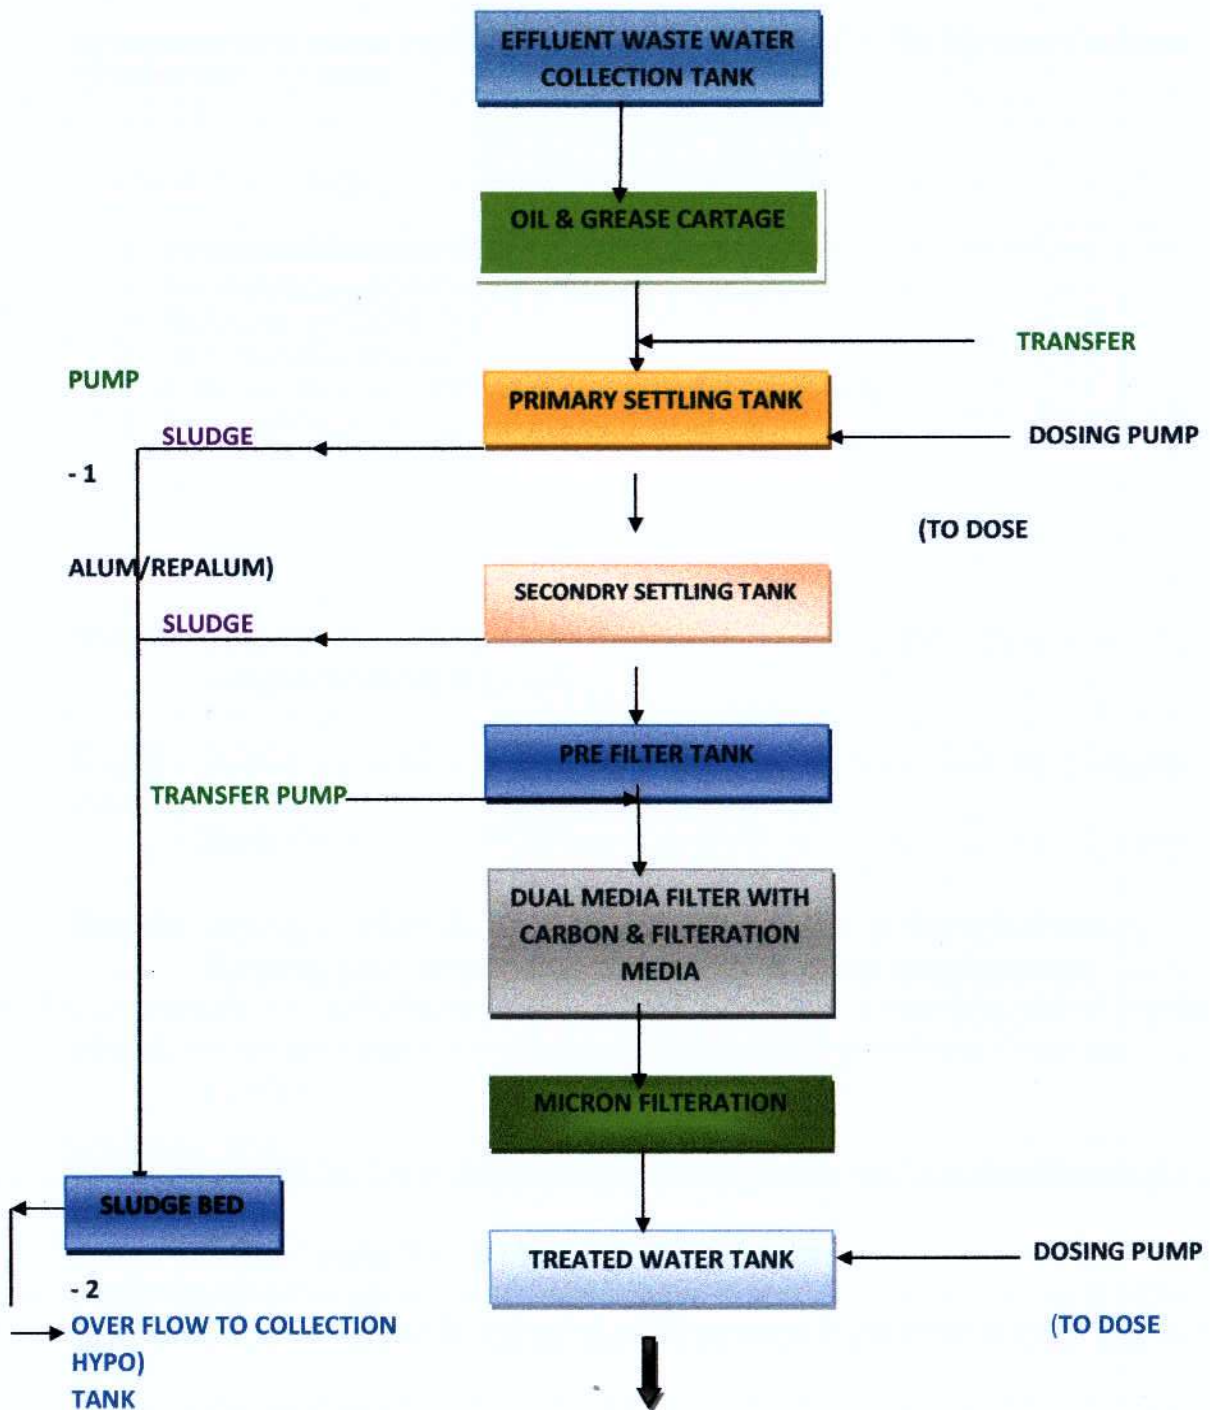 EFFLUENT WASTE WATER
COLLECTION TANK
OIL & GREASE CARTAGE
TRANSFER
PUMP
PRIMARY SETTLING TANK
SLUDGE
DOSING PUMP
- 1
(TO DOSE
ALUM/REPALUM)
SECONDRY SETTLING TANK
SLUDGE
PRE FILTER TANK
TRANSFER PUMP
DUAL MEDIA FILTER WITH
CARBON & FILTERATION
MEDIA
MICRON FILTERATION
SLUDGE BED
TREATED WATER TANK
DOSING PUMP
- 2
OVER FLOW TO COLLECTION
(TO DOSE
HYPO)
TANK